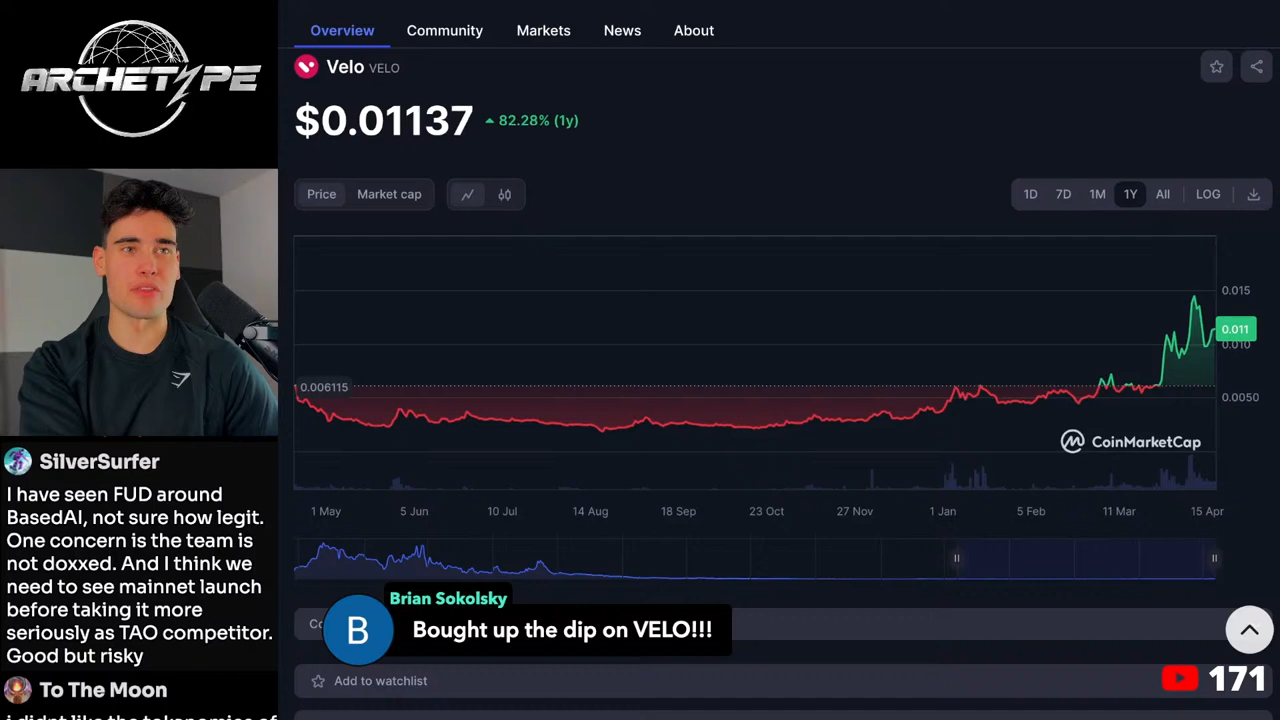 ARCHETYPE
Overview
Community
Markets
News
About
Velo VELO
$0.01137
82.28% (1y)
Price
Market cap
1D
7D
1M
1Y
All
LOG
0.015
0.011
0.010
0.0050
0.006115
CoinMarketCap
1 May
5 Jun
10 Jul
14 Aug
18 Sep
23 Oct
27 Nov
1 Jan
5 Feb
11 Mar
15 Apr
SilverSurfer
I have seen FUD around
BasedAI, not sure how legit.
One concern is the team is
not doxxed. And I think we
need to see mainnet launch
before taking it more
seriously as TAO competitor.
Good but risky
To The Moon
i didnt like the tokenomics of
Brian Sokolsky
B
Bought up the dip on VELO!!!
Add to watchlist
171